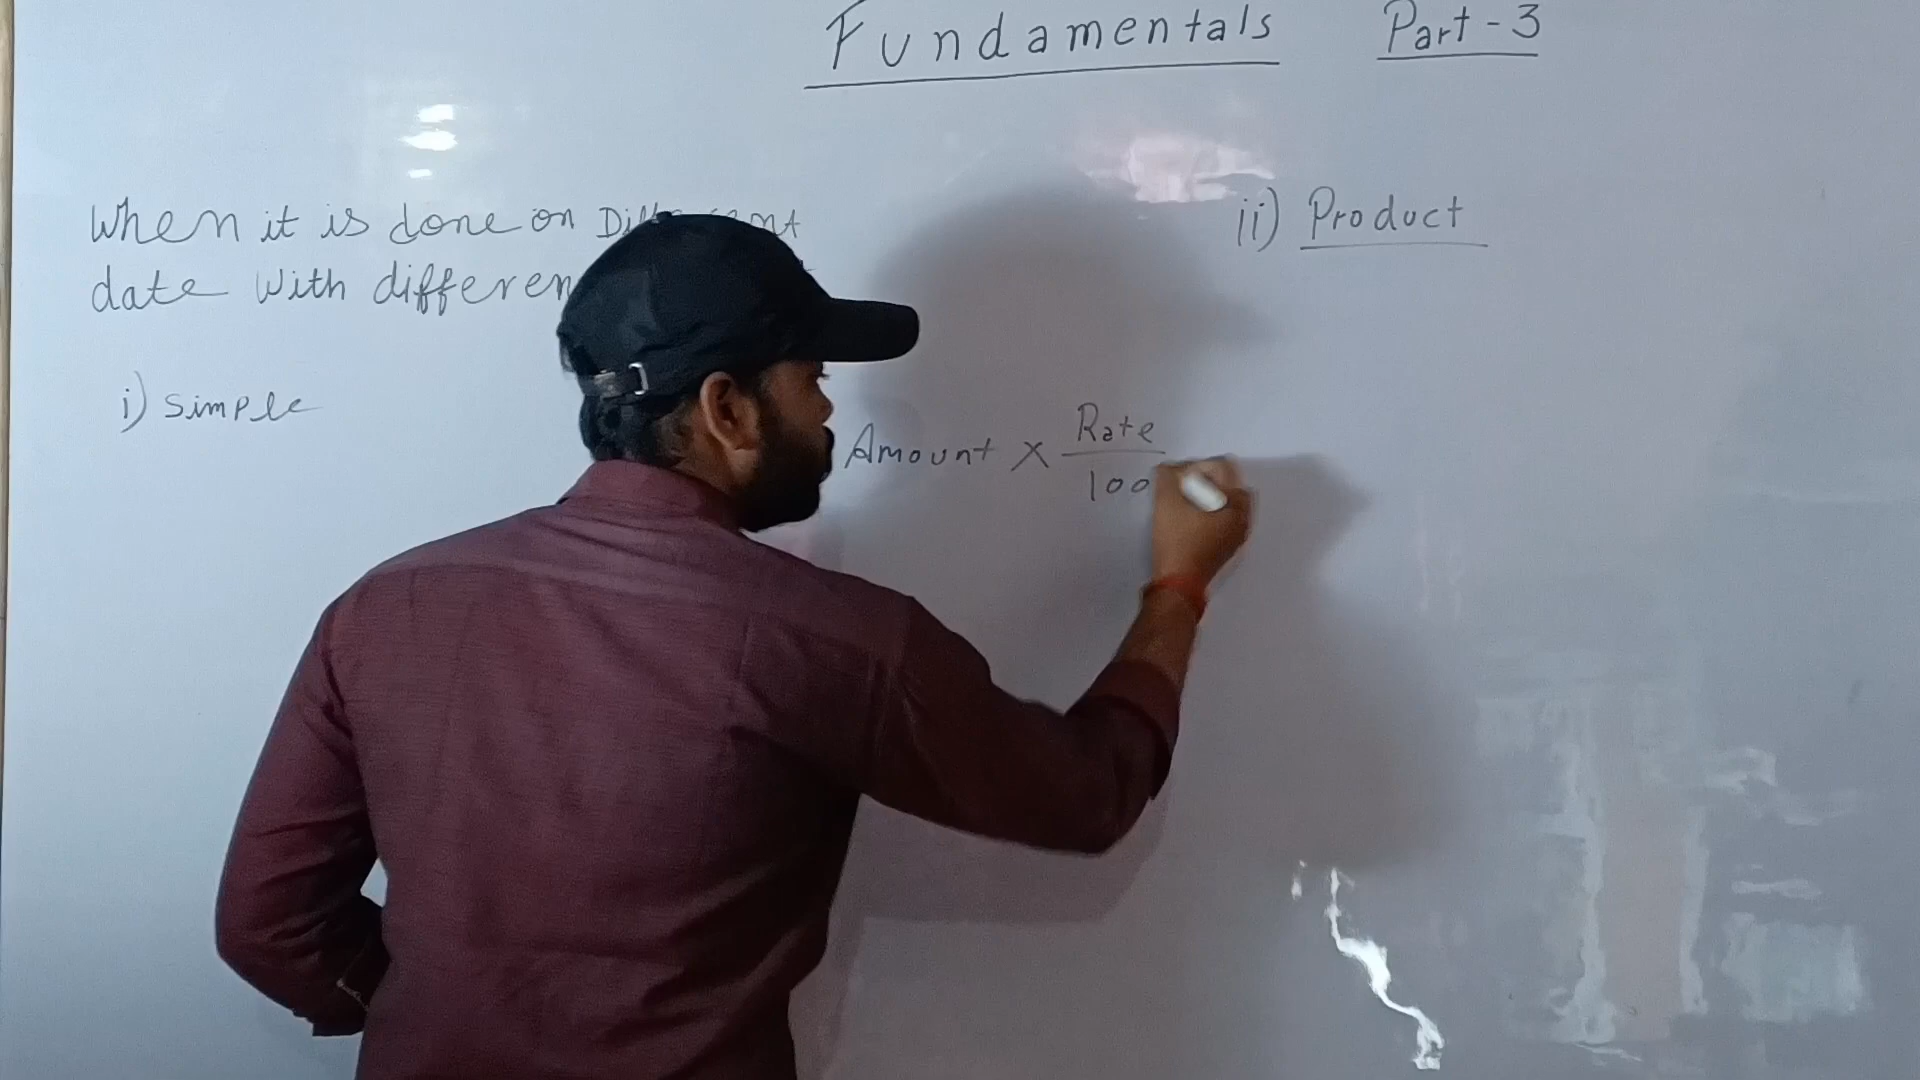 Fundamentals Part-3
When it is done on
date With
i) Simple
ii) Product
Amount × Rate
100